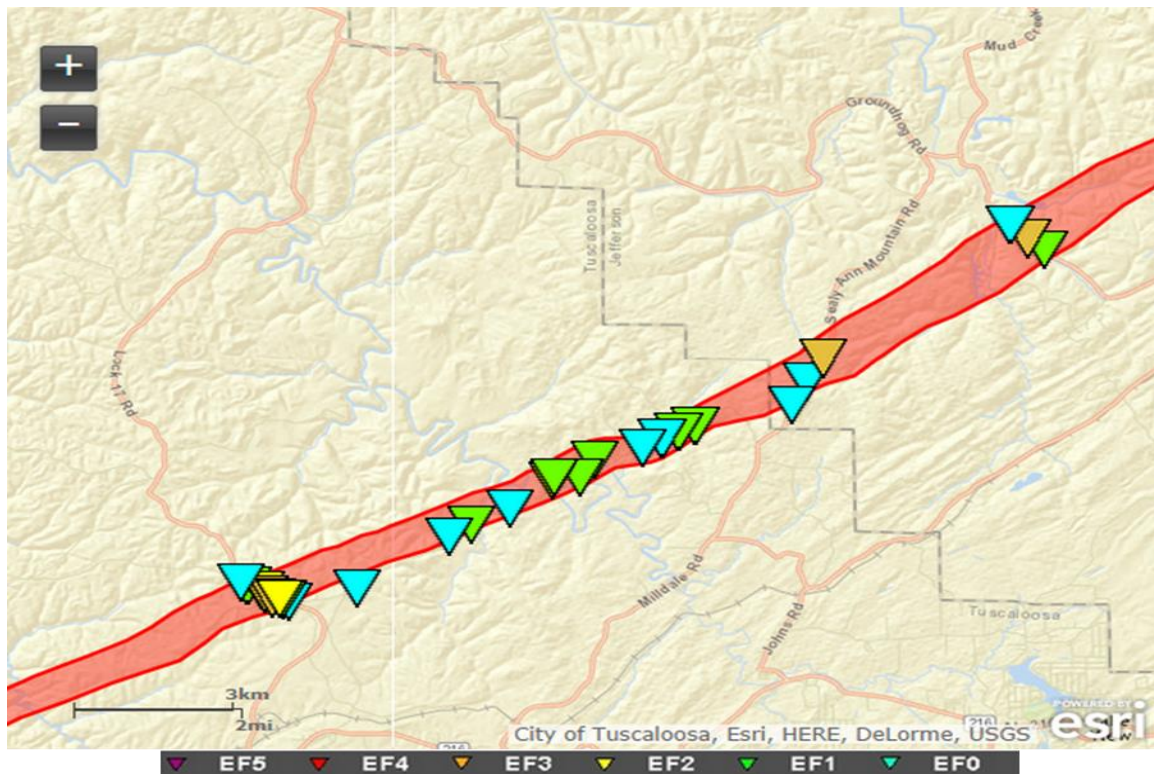 Mud Creek
+
−
Groundhog Rd
Tuscaloosa
Jefferson
Sealy Ann Mountain Rd
Lock 17 Rd
Milldale Rd
Johns Rd
Tuscaloosa
3km
2mi
216
216
POWERED BY
esri
City of Tuscaloosa, Esri, HERE, DeLorme, USGS
EF5 EF4 EF3 EF2 EF1 EF0